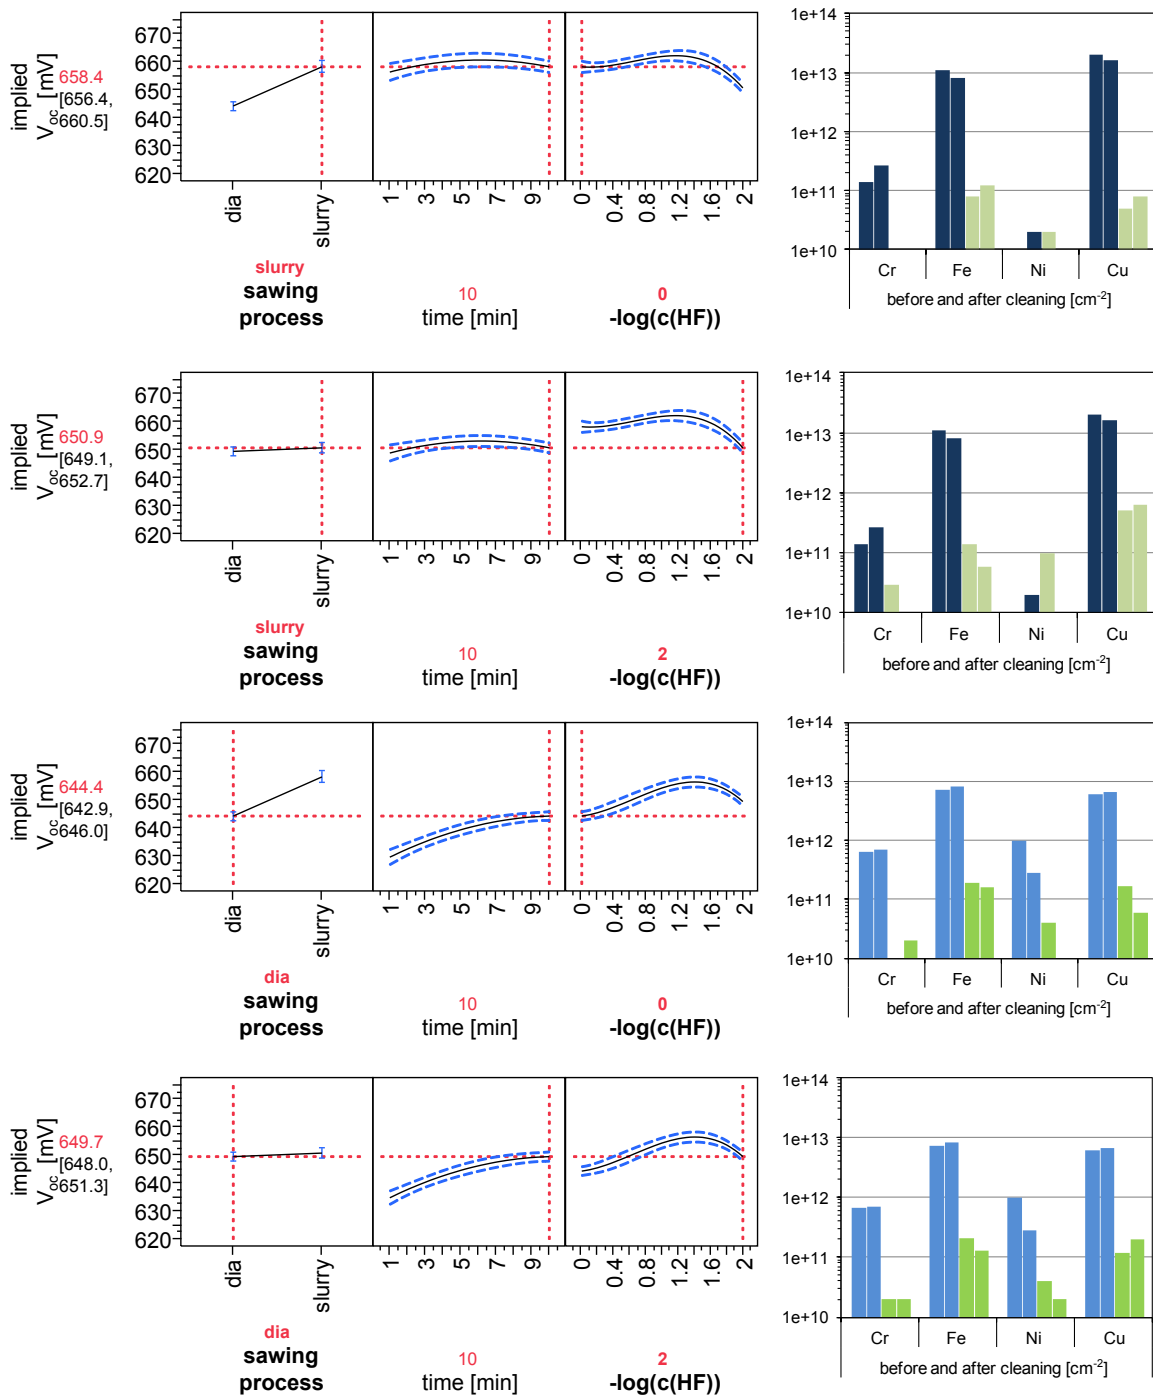 670
660
650
640
630
620
implied
V_oc [mV]
658.4
[656.4,
660.5]
dia
slurry
1
3
5
7
9
0
0.4
0.8
1.2
1.6
2
slurry
sawing
process
10
time [min]
0
-log(c(HF))
1e+14
1e+13
1e+12
1e+11
1e+10
Cr
Fe
Ni
Cu
before and after cleaning [cm⁻²]
670
660
650
640
630
620
implied
V_oc [mV]
650.9
[649.1,
652.7]
dia
slurry
1
3
5
7
9
0
0.4
0.8
1.2
1.6
2
slurry
sawing
process
10
time [min]
2
-log(c(HF))
1e+14
1e+13
1e+12
1e+11
1e+10
Cr
Fe
Ni
Cu
before and after cleaning [cm⁻²]
670
660
650
640
630
620
implied
V_oc [mV]
644.4
[642.9,
646.0]
dia
slurry
1
3
5
7
9
0
0.4
0.8
1.2
1.6
2
dia
sawing
process
10
time [min]
0
-log(c(HF))
1e+14
1e+13
1e+12
1e+11
1e+10
Cr
Fe
Ni
Cu
before and after cleaning [cm⁻²]
670
660
650
640
630
620
implied
V_oc [mV]
649.7
[648.0,
651.3]
dia
slurry
1
3
5
7
9
0
0.4
0.8
1.2
1.6
2
dia
sawing
process
10
time [min]
2
-log(c(HF))
1e+14
1e+13
1e+12
1e+11
1e+10
Cr
Fe
Ni
Cu
before and after cleaning [cm⁻²]